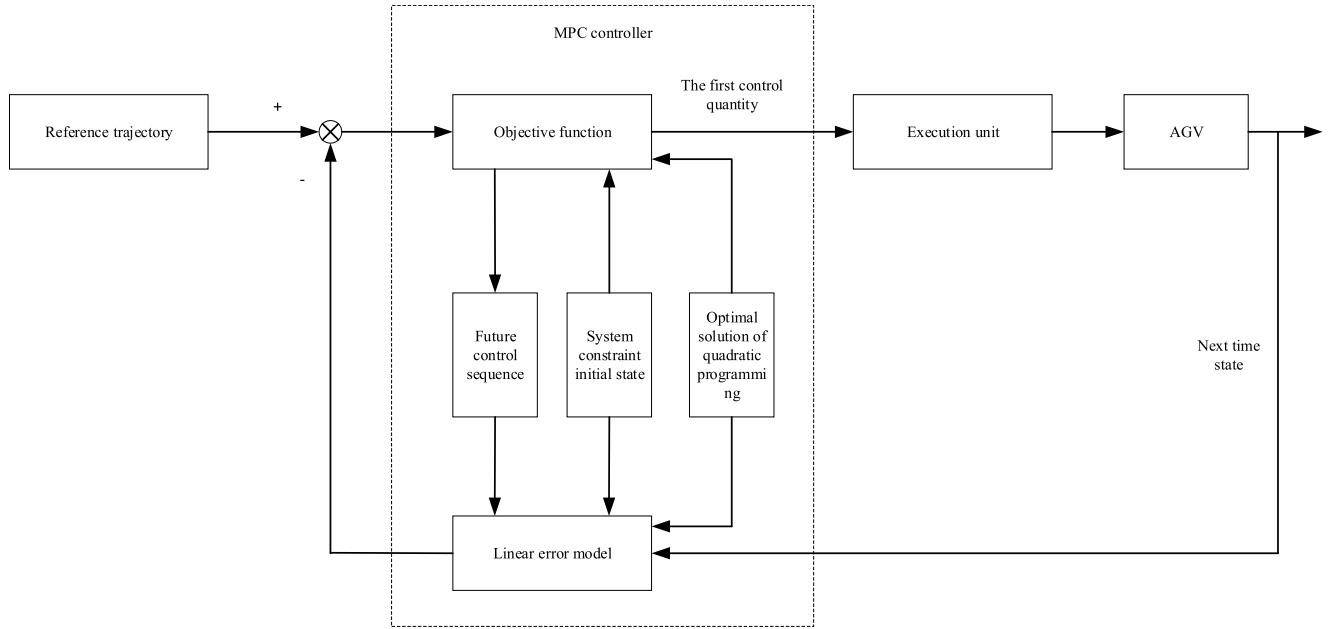 MPC controller
The first control
quantity
+
Reference trajectory
Objective function
Execution unit
AGV
-
Future
control
sequence
System
constraint
initial state
Optimal
solution of
quadratic
programmi
ng
Next time
state
Linear error model